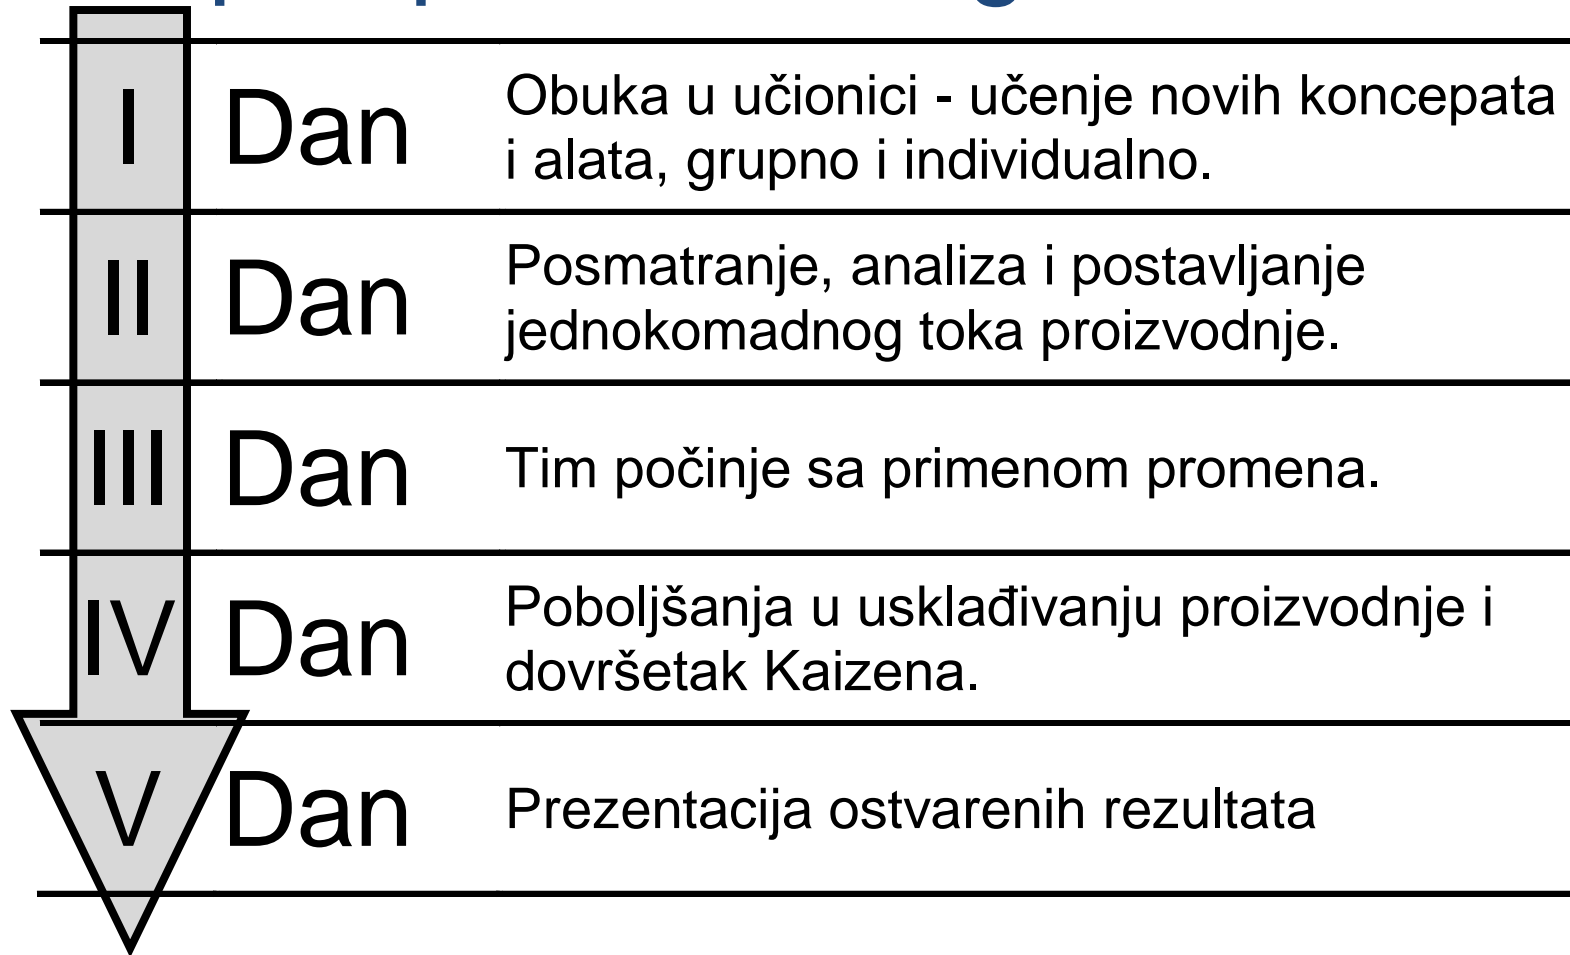 I Dan Obuka u učionici - učenje novih koncepata
i alata, grupno i individualno.
II Dan Posmatranje, analiza i postavljanje
jednokomadnog toka proizvodnje.
III Dan Tim počinje sa primenom promena.
IV Dan Poboljšanja u usklađivanju proizvodnje i
dovršetak Kaizena.
V Dan Prezentacija ostvarenih rezultata